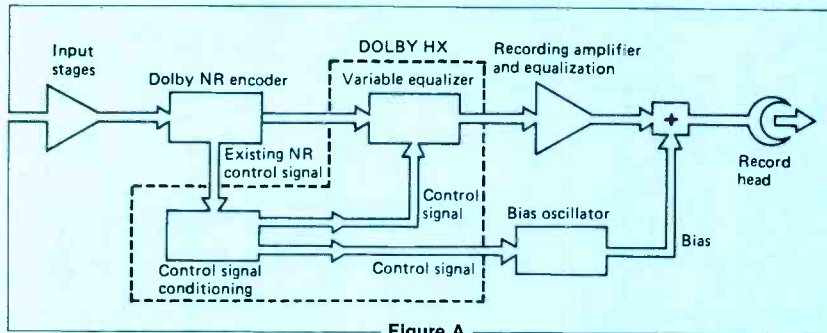 Input
stages
Dolby NR encoder
DOLBY HX
Variable equalizer
Recording amplifier
and equalization
+
Existing NR
control signal
Control
signal
Record
head
Bias oscillator
Bias
Control signal
conditioning
Control signal
Figure A